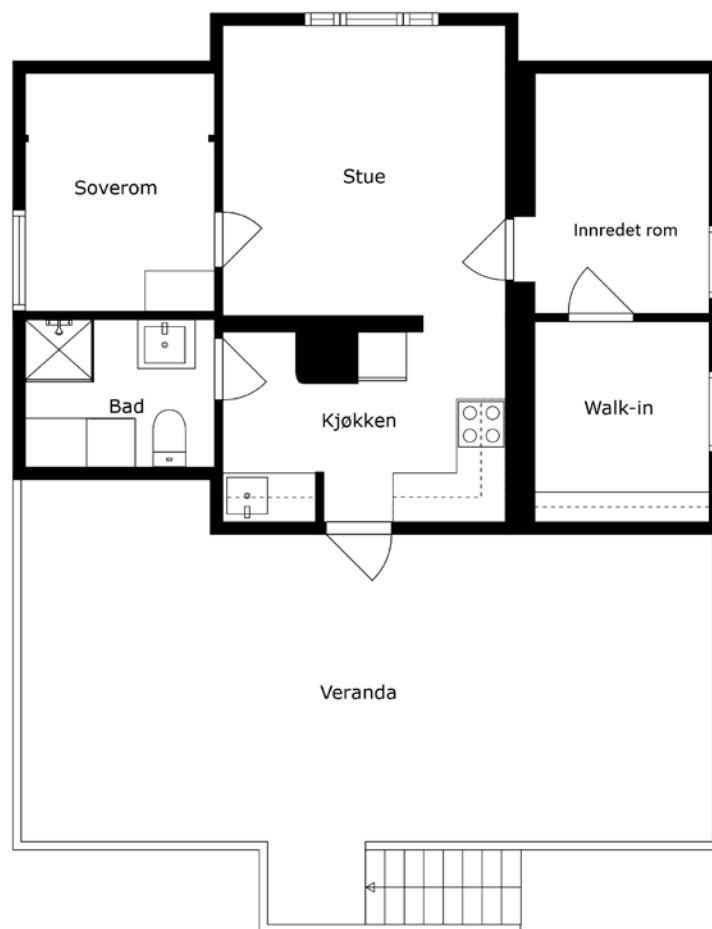 Stue
Soverom
Innredet rom
Bad
Kjøkken
Walk-in
Veranda